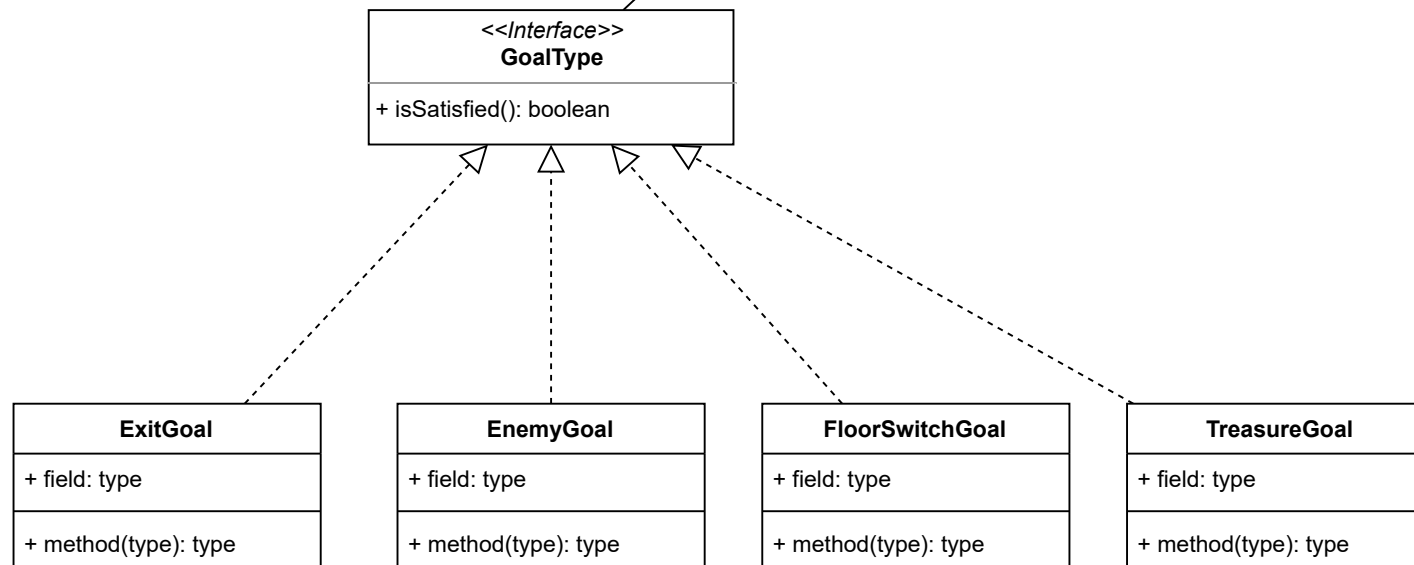 <<Interface>>
GoalType
+ isSatisfied(): boolean
ExitGoal
+ field: type
+ method(type): type
EnemyGoal
+ field: type
+ method(type): type
FloorSwitchGoal
+ field: type
+ method(type): type
TreasureGoal
+ field: type
+ method(type): type